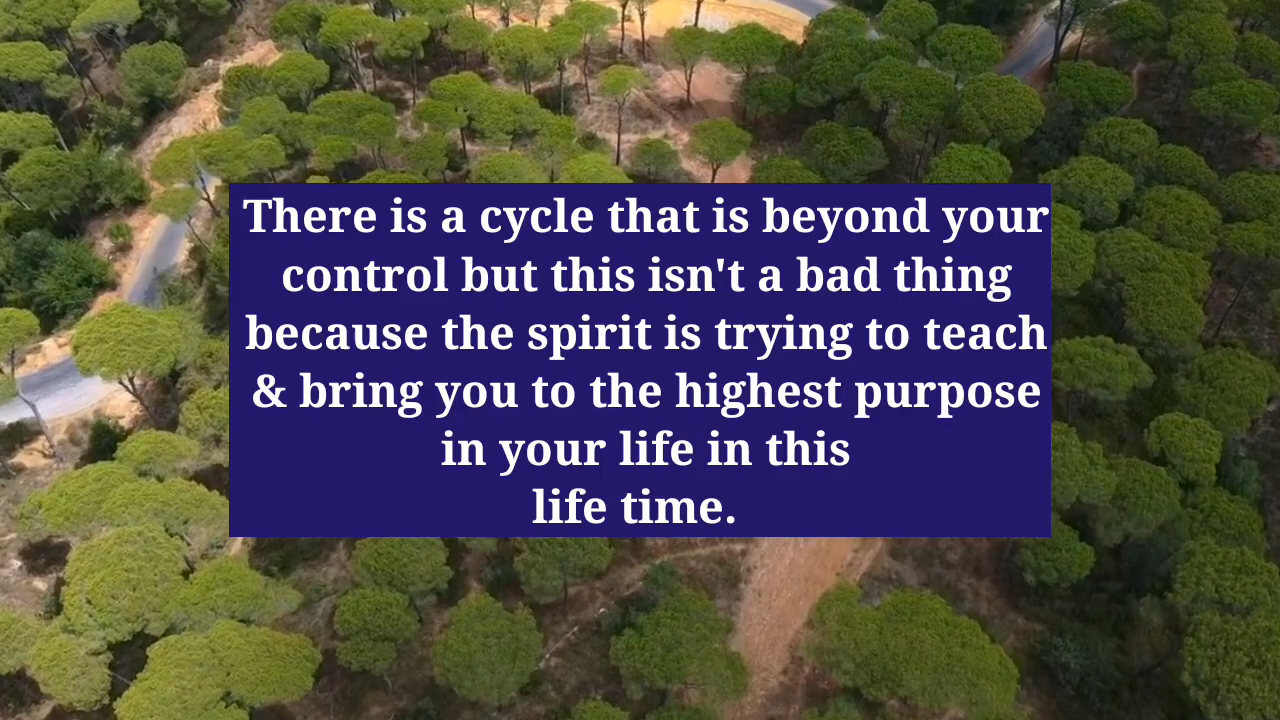 There is a cycle that is beyond your
control but this isn't a bad thing
because the spirit is trying to teach
& bring you to the highest purpose
in your life in this
life time.